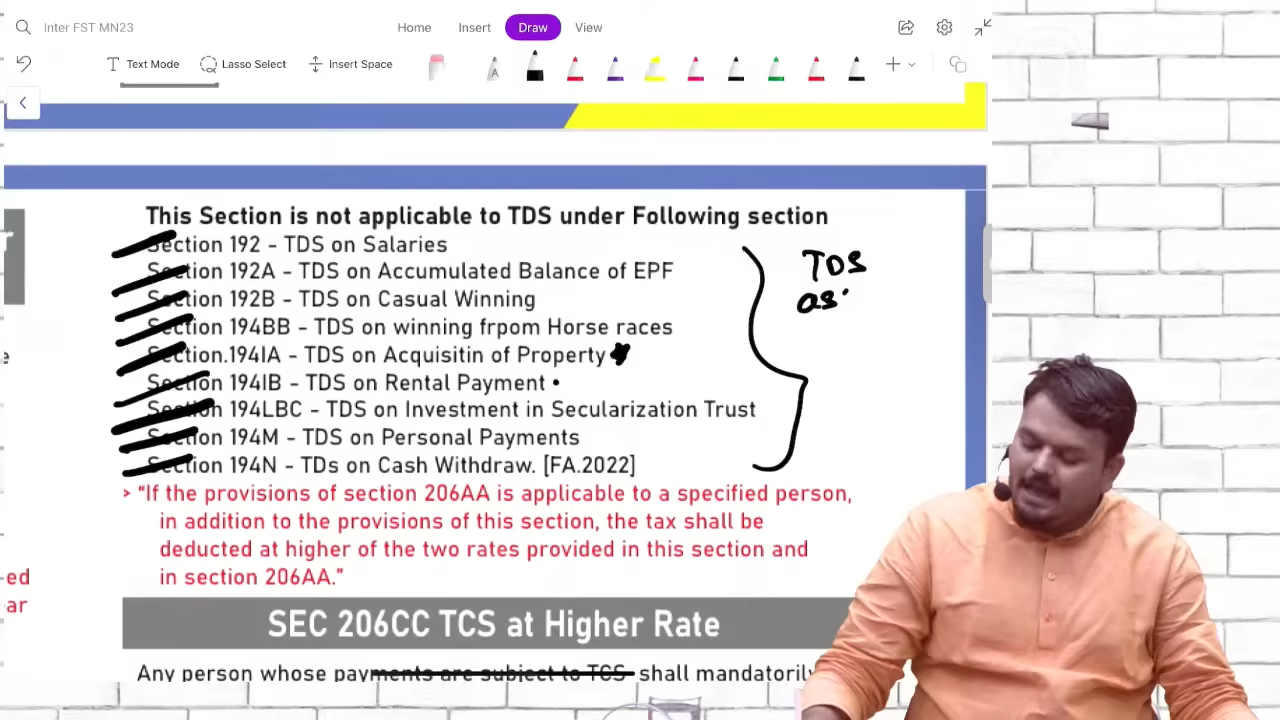 Inter FST MN23
Home Insert Draw View
Text Mode Lasso Select Insert Space
A
This Section is not applicable to TDS under Following section
Section 192 - TDS on Salaries
Section 192A - TDS on Accumulated Balance of EPF
Section 192B - TDS on Casual Winning
Section 194BB - TDS on winning frpom Horse races
Section.194IA - TDS on Acquisitin of Property
Section 194IB - TDS on Rental Payment
Section 194LBC - TDS on Investment in Secularization Trust
Section 194M - TDS on Personal Payments
Section 194N - TDs on Cash Withdraw. [FA.2022]
TDS
as
> "If the provisions of section 206AA is applicable to a specified person,
in addition to the provisions of this section, the tax shall be
deducted at higher of the two rates provided in this section and
in section 206AA."
ed
ar
SEC 206CC TCS at Higher Rate
Any person whose payments are subject to TCS shall mandatorily